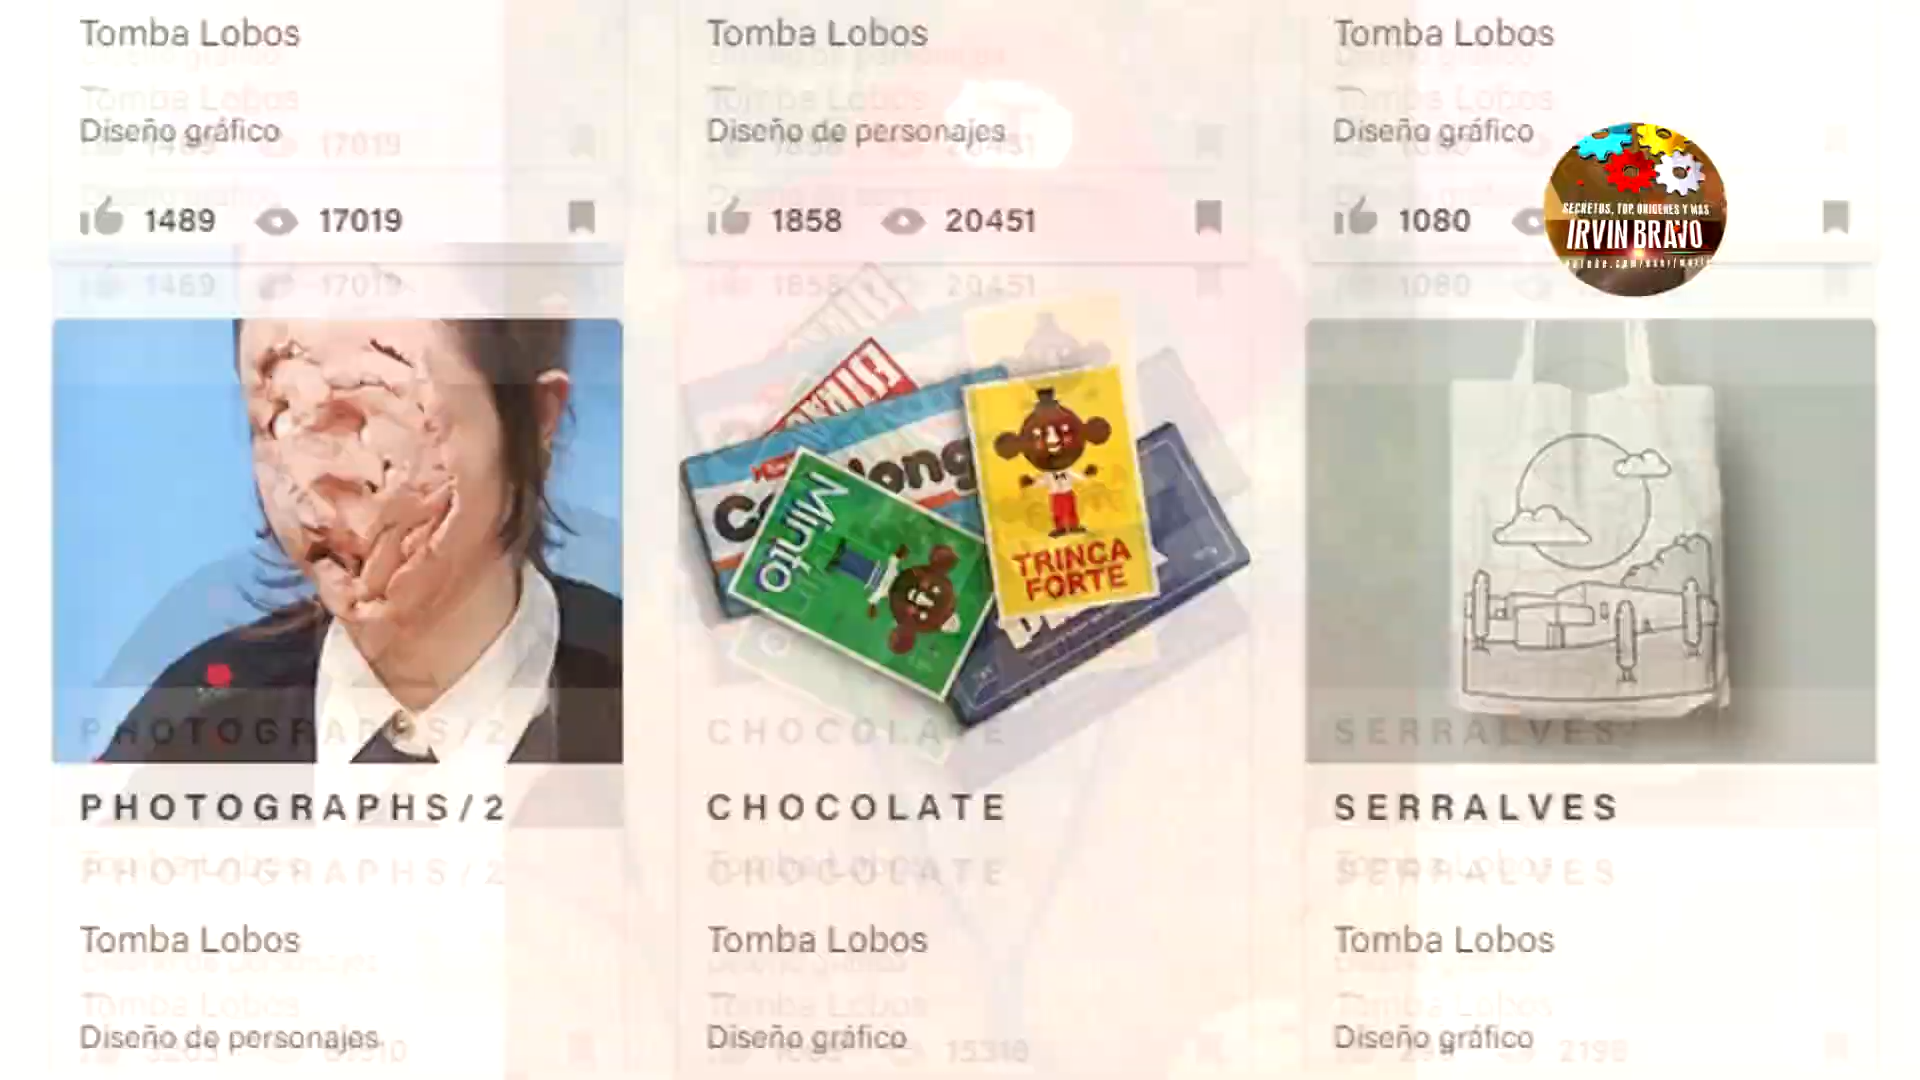 Tomba Lobos
Diseño gráfico
1489 17019
Tomba Lobos
Diseño de personajes
1858 20451
Tomba Lobos
Diseño gráfico
1080
SECRETOS, TOP, ORIGENES Y MAS
IRVIN BRAVO
Minto
TRINCA
FORTE
PHOTOGRAPHS/2
Tomba Lobos
Diseño de personajes
CHOCOLATE
Tomba Lobos
Diseño gráfico
SERRALVES
Tomba Lobos
Diseño gráfico